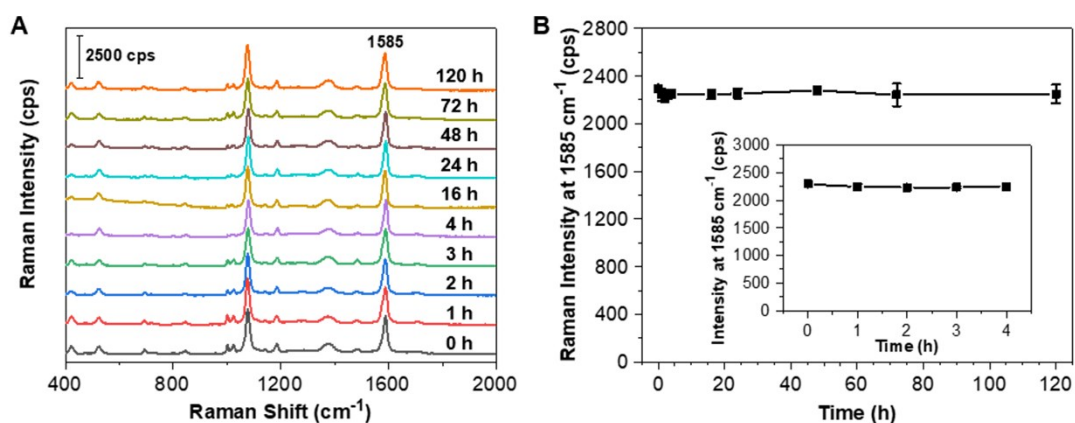 A
2500 cps
1585
120 h
72 h
48 h
24 h
16 h
4 h
3 h
2 h
1 h
0 h
Raman Intensity (cps)
400 800 1200 1600 2000
Raman Shift (cm⁻¹)
B
2800
2400
2000
1600
1200
800
400
0
Raman Intensity at 1585 cm⁻¹ (cps)
0 20 40 60 80 100 120
Time (h)
3000
2500
2000
1500
1000
500
0
Intensity at 1585 cm⁻¹ (cps)
0 1 2 3 4
Time (h)